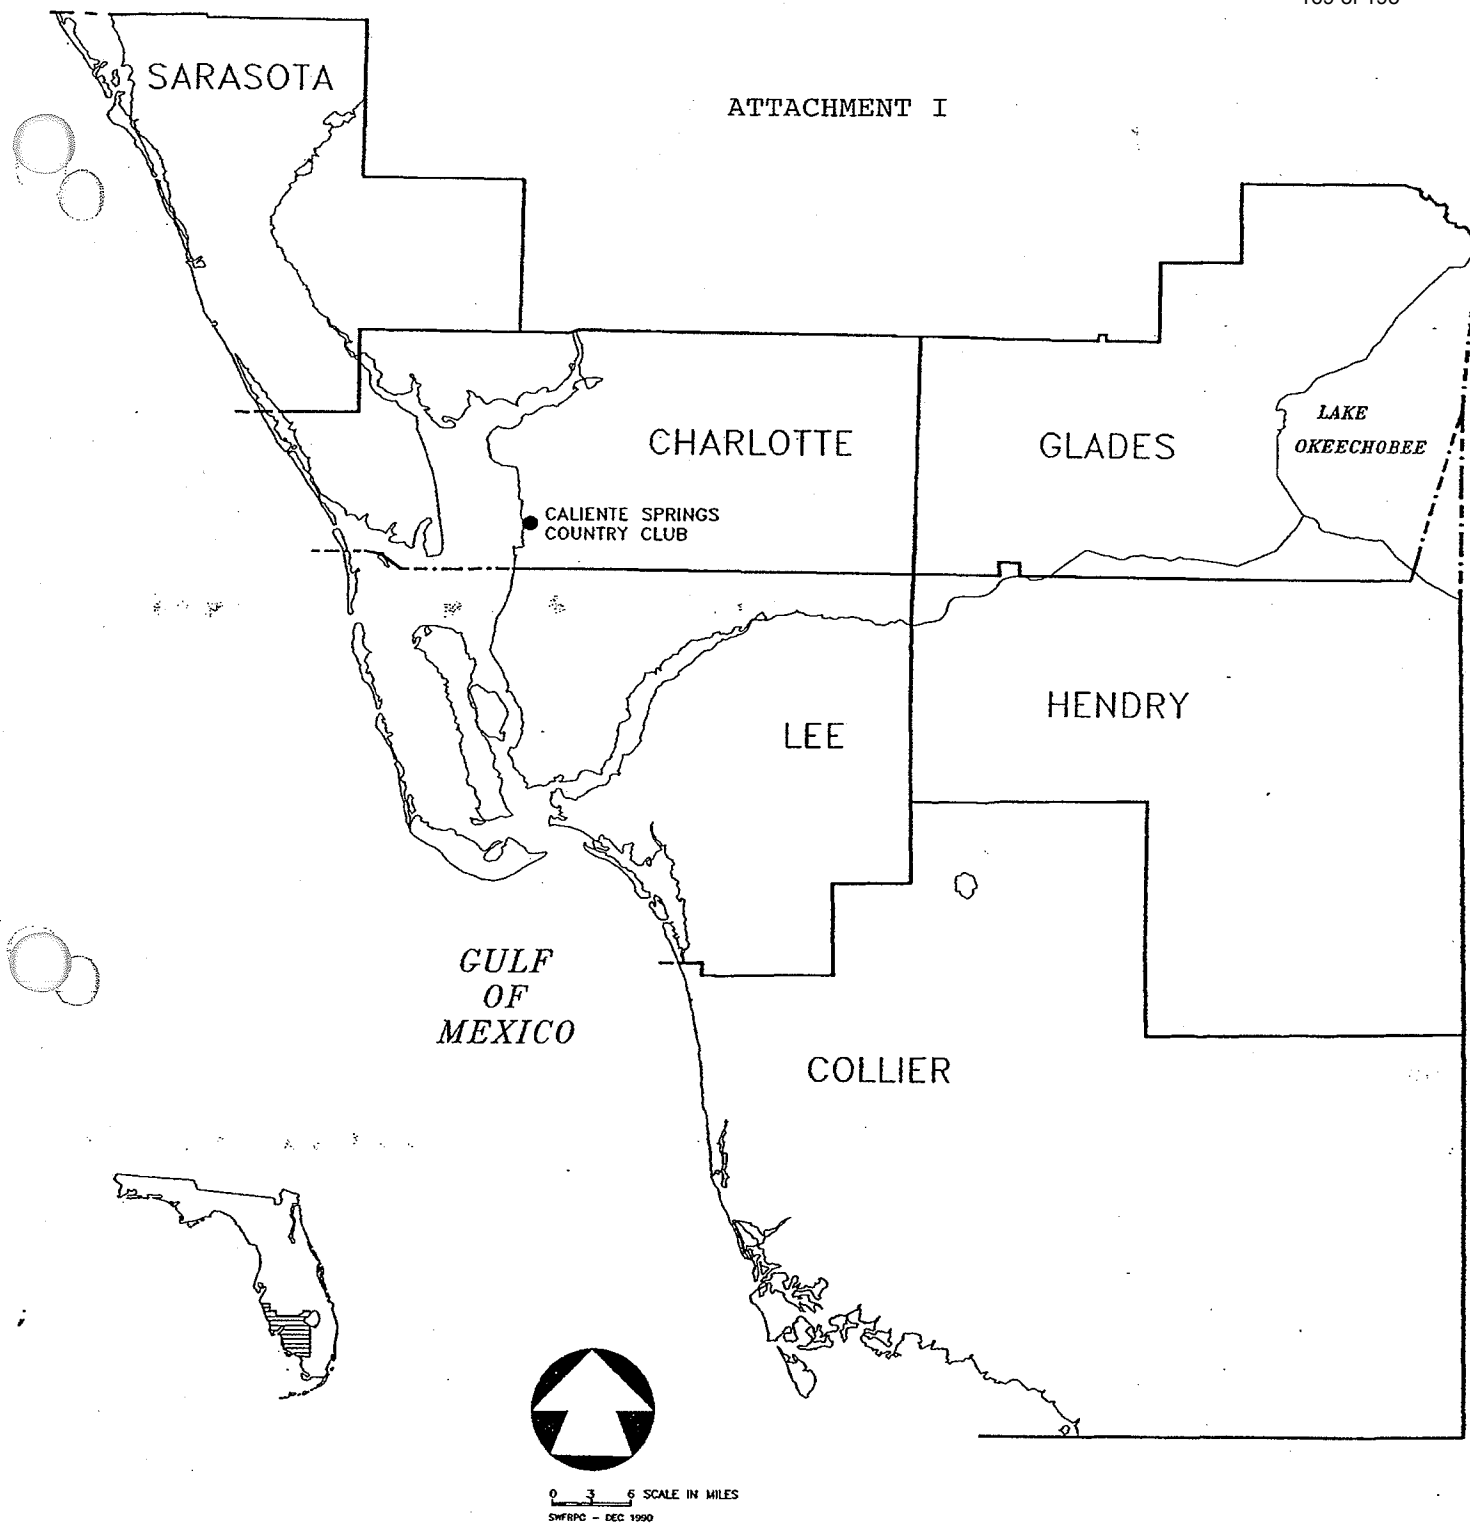 SARASOTA
ATTACHMENT I
LAKE
OKEECHOBEE
CHARLOTTE
GLADES
CALIENTE SPRINGS
COUNTRY CLUB
HENDRY
LEE
GULF
OF
MEXICO
COLLIER
0 3 6 SCALE IN MILES
SWFRPC - DEC 1990